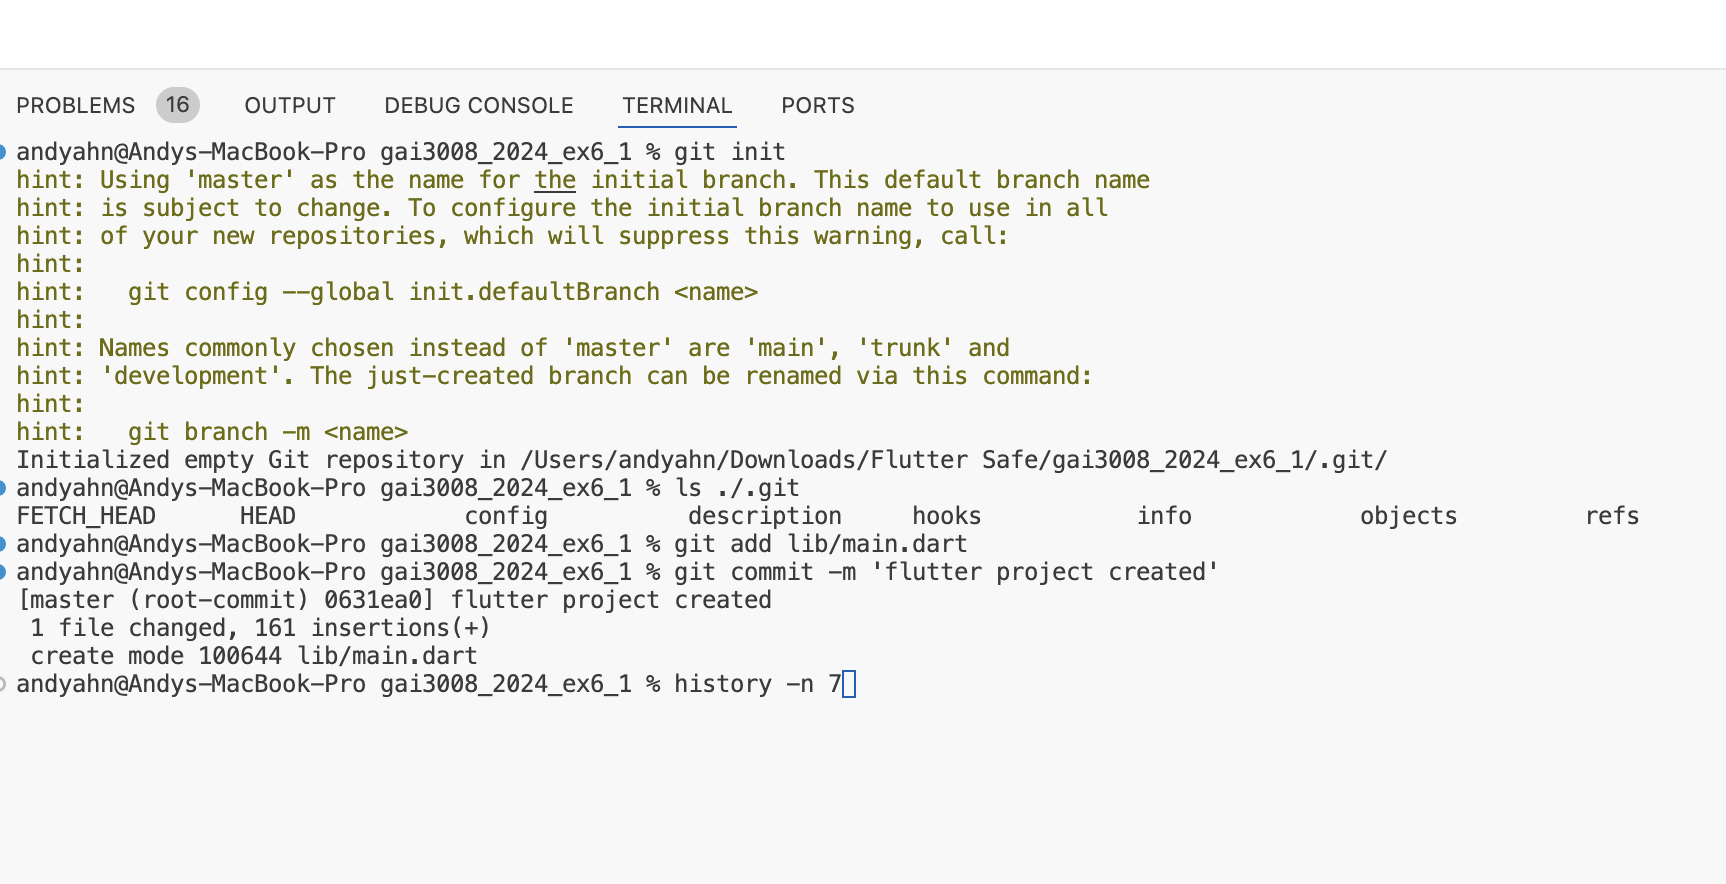 PROBLEMS 16 OUTPUT DEBUG CONSOLE TERMINAL PORTS
andyahn@Andys-MacBook-Pro gai3008_2024_ex6_1 % git init
hint: Using 'master' as the name for the initial branch. This default branch name
hint: is subject to change. To configure the initial branch name to use in all
hint: of your new repositories, which will suppress this warning, call:
hint:
hint:   git config --global init.defaultBranch <name>
hint:
hint: Names commonly chosen instead of 'master' are 'main', 'trunk' and
hint: 'development'. The just-created branch can be renamed via this command:
hint:
hint:   git branch -m <name>
Initialized empty Git repository in /Users/andyahn/Downloads/Flutter Safe/gai3008_2024_ex6_1/.git/
andyahn@Andys-MacBook-Pro gai3008_2024_ex6_1 % ls ./.git
FETCH_HEAD      HEAD            config          description     hooks           info            objects         refs
andyahn@Andys-MacBook-Pro gai3008_2024_ex6_1 % git add lib/main.dart
andyahn@Andys-MacBook-Pro gai3008_2024_ex6_1 % git commit -m 'flutter project created'
[master (root-commit) 0631ea0] flutter project created
 1 file changed, 161 insertions(+)
 create mode 100644 lib/main.dart
andyahn@Andys-MacBook-Pro gai3008_2024_ex6_1 % history -n 7